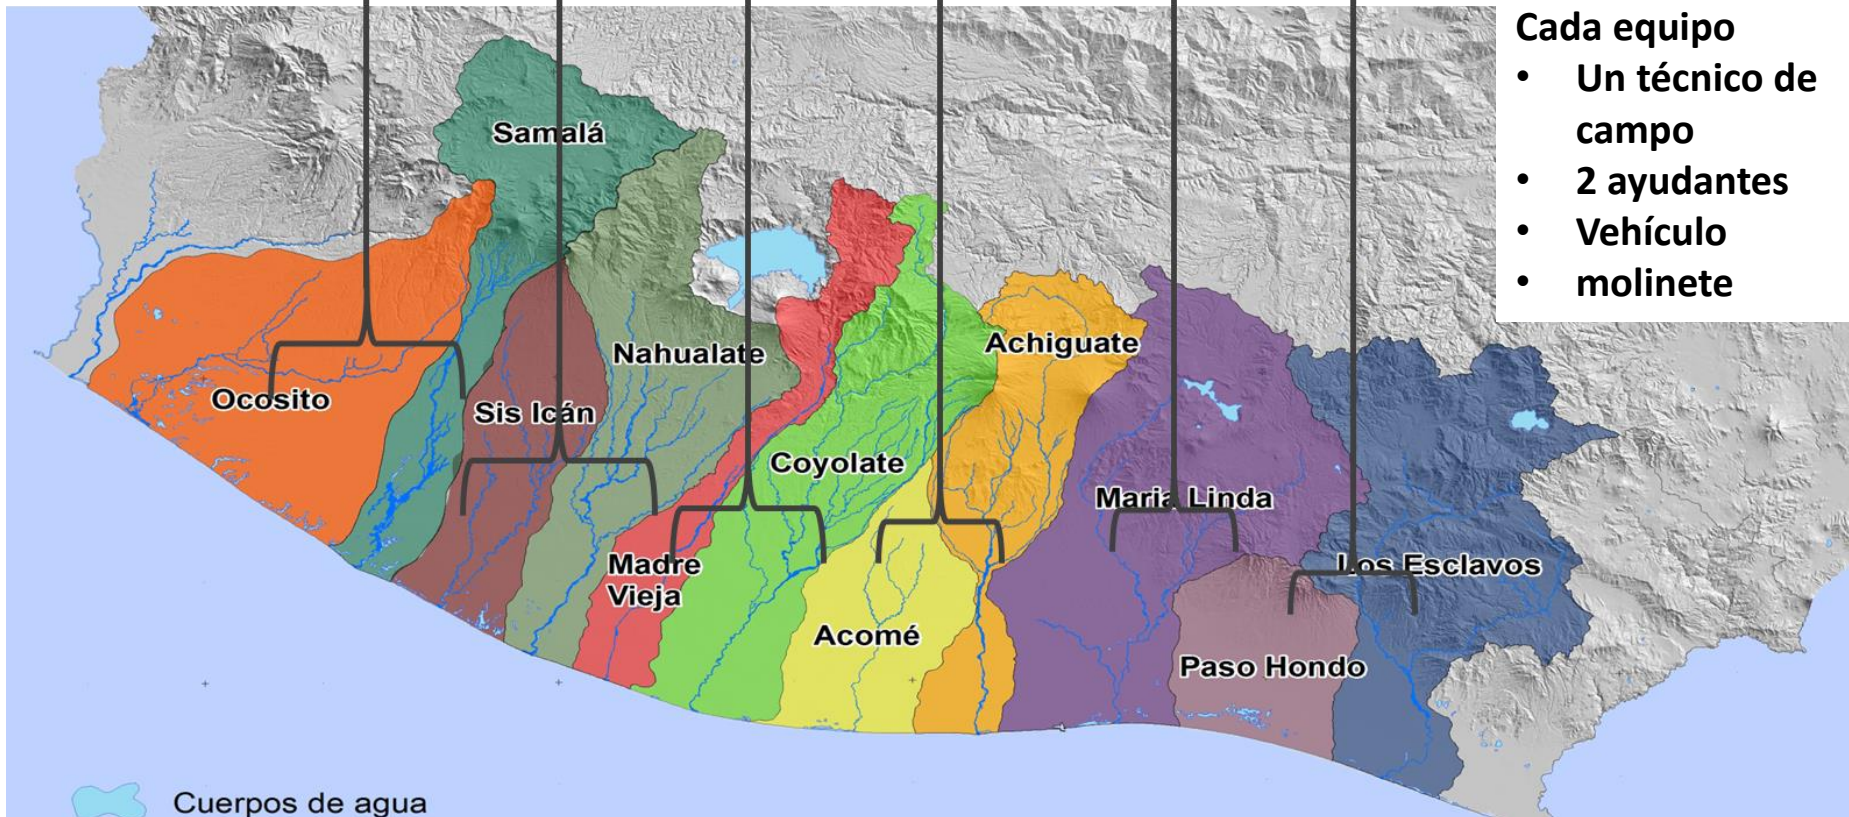 Cada equipo
• Un técnico de
campo
• 2 ayudantes
• Vehículo
• molinete
Samalá
Nahualate
Achiguate
Ocosito
Sis Icán
Coyolate
Maria Linda
Madre
Vieja
Los Esclavos
Acomé
Paso Hondo
Cuerpos de agua